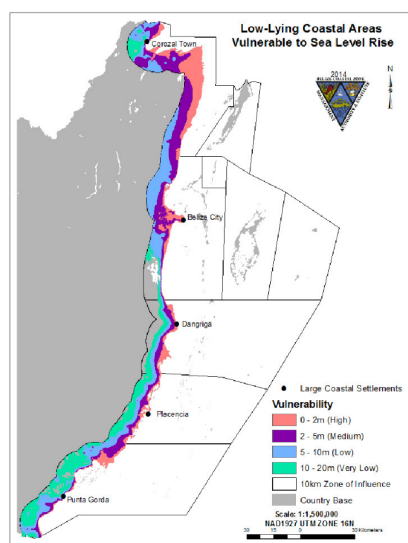 Low-Lying Coastal Areas
Vulnerable to Sea Level Rise
2014
N
Corozal Town
Belize City
Dangriga
Placencia
Punta Gorda
Large Coastal Settlements
Vulnerability
0 - 2m (High)
2 - 5m (Medium)
5 - 10m (Low)
10 - 20m (Very Low)
10km Zone of Influence
Country Base
Scale: 1:1,500,000
NAD1927 UTM ZONE 16N
30 Kilometers